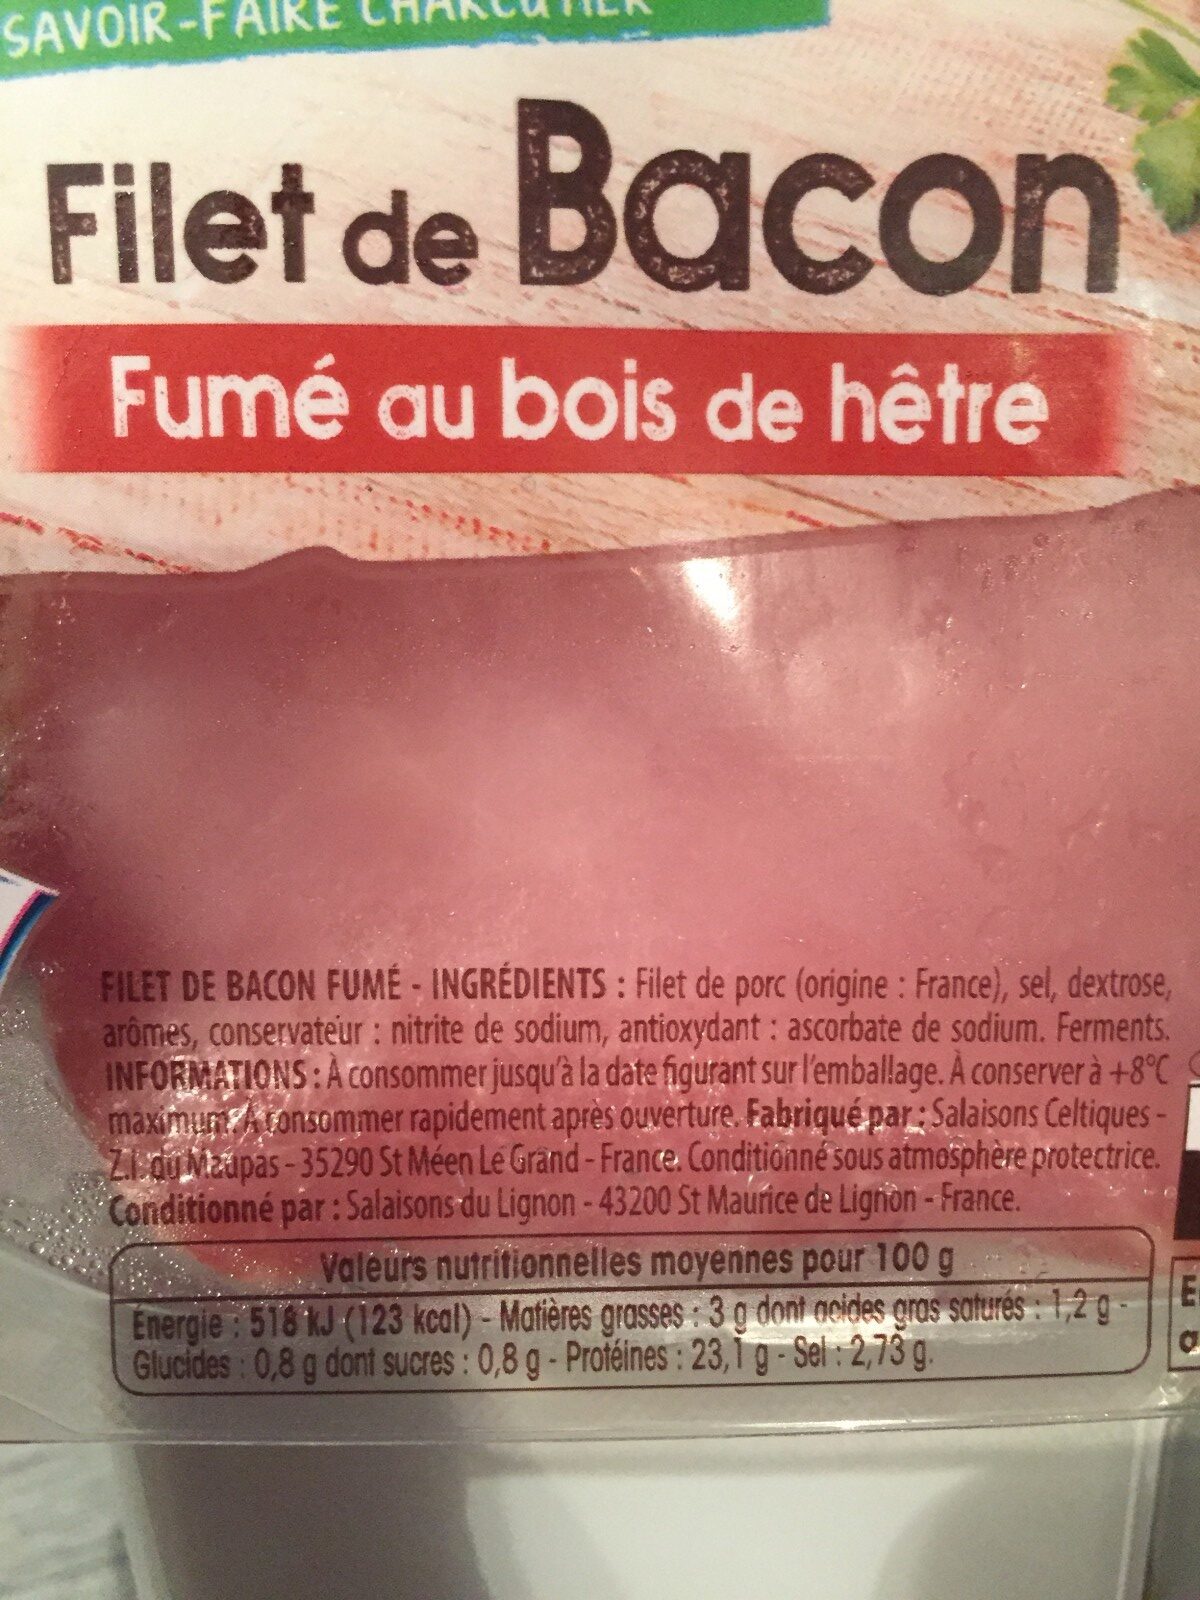 SAVOIR-FAIRE CHARCUTIER
Filet de Bacon
Fumé au bois de hêtre
FILET DE BACON FUMÉ - INGRÉDIENTS : Filet de porc (origine : France), sel, dextrose,
arômes, conservateur : nitrite de sodium, antioxydant : ascorbate de sodium. Ferments.
INFORMATIONS : À consommer jusqu'à la date figurant sur l'emballage. À conserver à +8°C
maximum. À consommer rapidement après ouverture. Fabriqué par : Salaisons Celtiques -
Z.I. du Maupas - 35290 St Méen Le Grand - France. Conditionné sous atmosphère protectrice.
Conditionné par : Salaisons du Lignon - 43200 St Maurice de Lignon - France.
Valeurs nutritionnelles moyennes pour 100 g
Énergie : 518 kJ (123 kcal) - Matières grasses : 3 g dont acides gras saturés : 1,2 g -
Glucides : 0,8 g dont sucres : 0,8 g - Protéines : 23,1 g - Sel : 2,73 g.